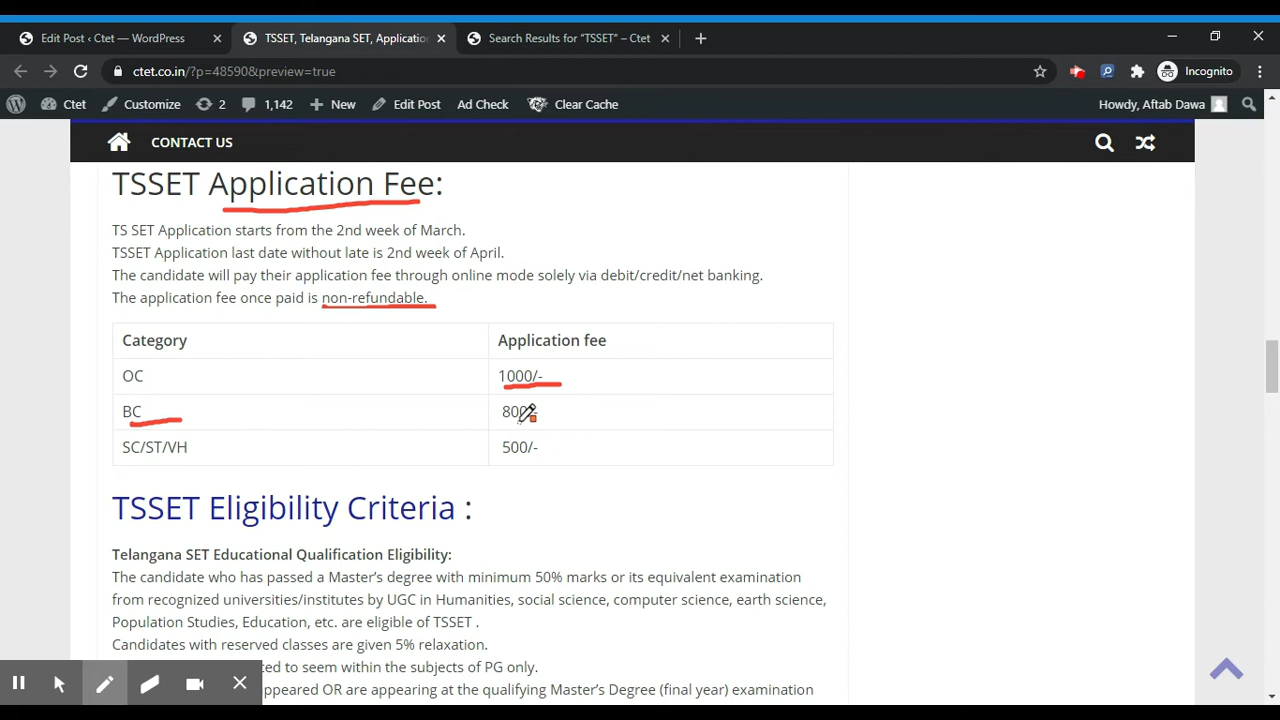 Edit Post ‹ Ctet — WordPress
TSSET, Telangana SET, Applicatio
Search Results for “TSSET” – Ctet
ctet.co.in/?p=48590&preview=true
Incognito
Ctet
Customize
2
1,142
New
Edit Post
Ad Check
Clear Cache
Howdy, Aftab Dawa
CONTACT US
TSSET Application Fee:
TS SET Application starts from the 2nd week of March.
TSSET Application last date without late is 2nd week of April.
The candidate will pay their application fee through online mode solely via debit/credit/net banking.
The application fee once paid is non-refundable.
Category Application fee
OC 1000/-
BC 800/-
SC/ST/VH 500/-
TSSET Eligibility Criteria :
Telangana SET Educational Qualification Eligibility:
The candidate who has passed a Master’s degree with minimum 50% marks or its equivalent examination
from recognized universities/institutes by UGC in Humanities, social science, computer science, earth science,
Population Studies, Education, etc. are eligible of TSSET .
Candidates with reserved classes are given 5% relaxation.
to seem within the subjects of PG only.
appeared OR are appearing at the qualifying Master’s Degree (final year) examination